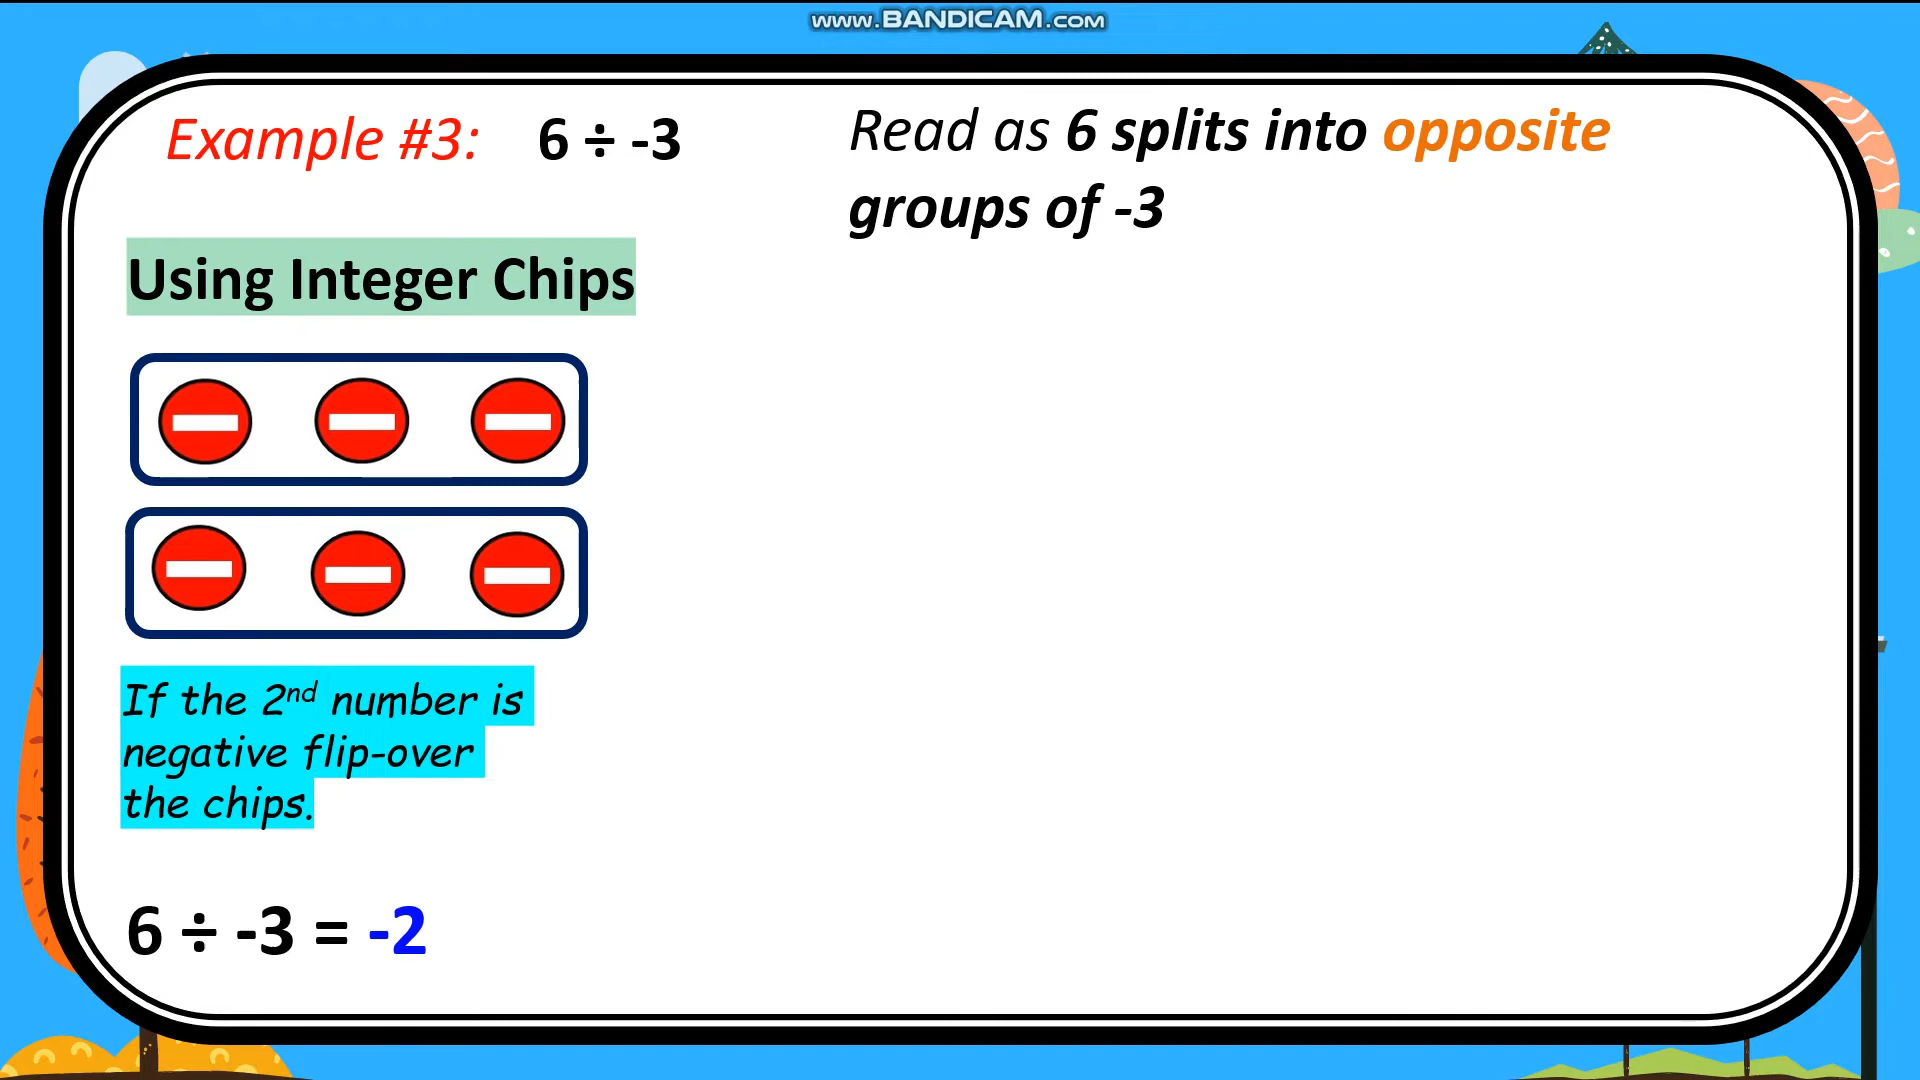 www.BANDICAM.com
Example #3: 6 ÷ -3
Read as 6 splits into opposite
groups of -3
Using Integer Chips
If the 2nd number is
negative flip-over
the chips.
6 ÷ -3 = -2